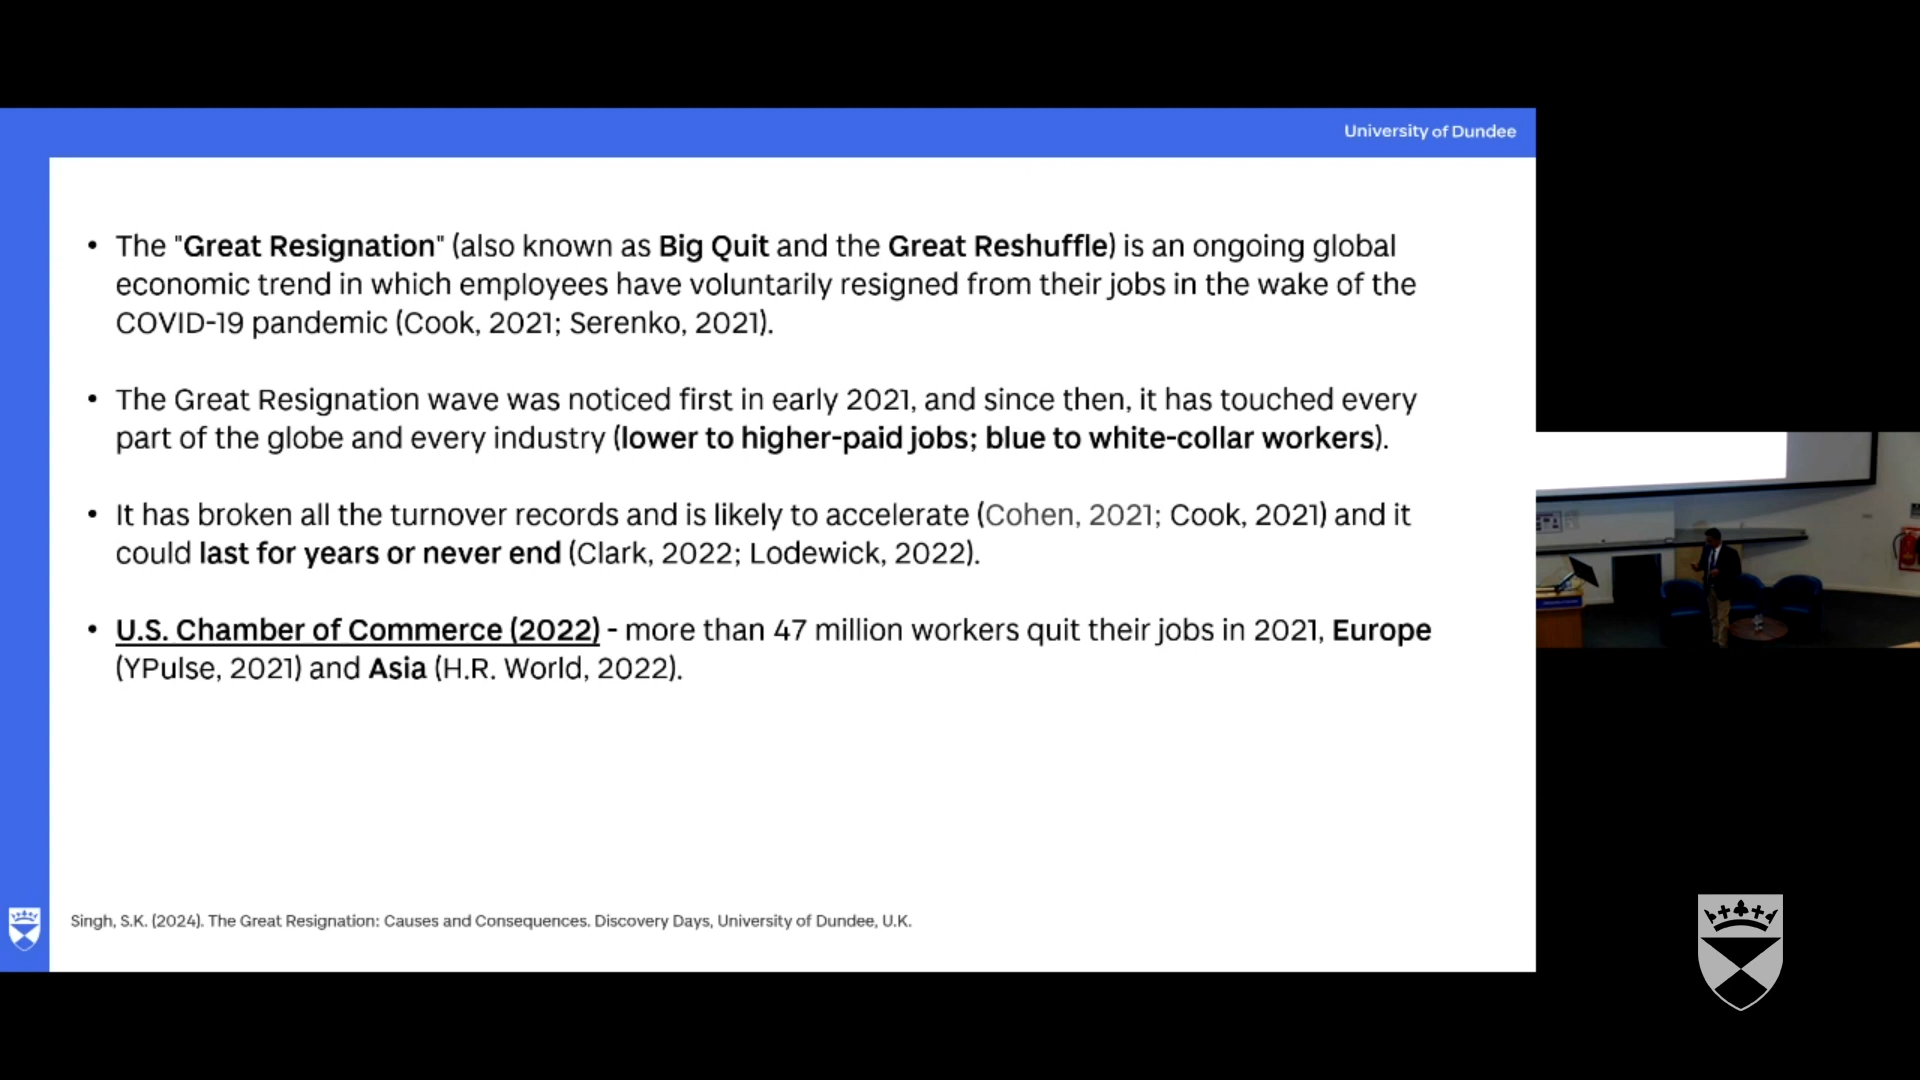 University of Dundee
• The "Great Resignation" (also known as Big Quit and the Great Reshuffle) is an ongoing global
economic trend in which employees have voluntarily resigned from their jobs in the wake of the
COVID-19 pandemic (Cook, 2021; Serenko, 2021).
• The Great Resignation wave was noticed first in early 2021, and since then, it has touched every
part of the globe and every industry (lower to higher-paid jobs; blue to white-collar workers).
• It has broken all the turnover records and is likely to accelerate (Cohen, 2021; Cook, 2021) and it
could last for years or never end (Clark, 2022; Lodewick, 2022).
• U.S. Chamber of Commerce (2022) - more than 47 million workers quit their jobs in 2021, Europe
(YPulse, 2021) and Asia (H.R. World, 2022).
Singh, S.K. (2024). The Great Resignation: Causes and Consequences. Discovery Days, University of Dundee, U.K.